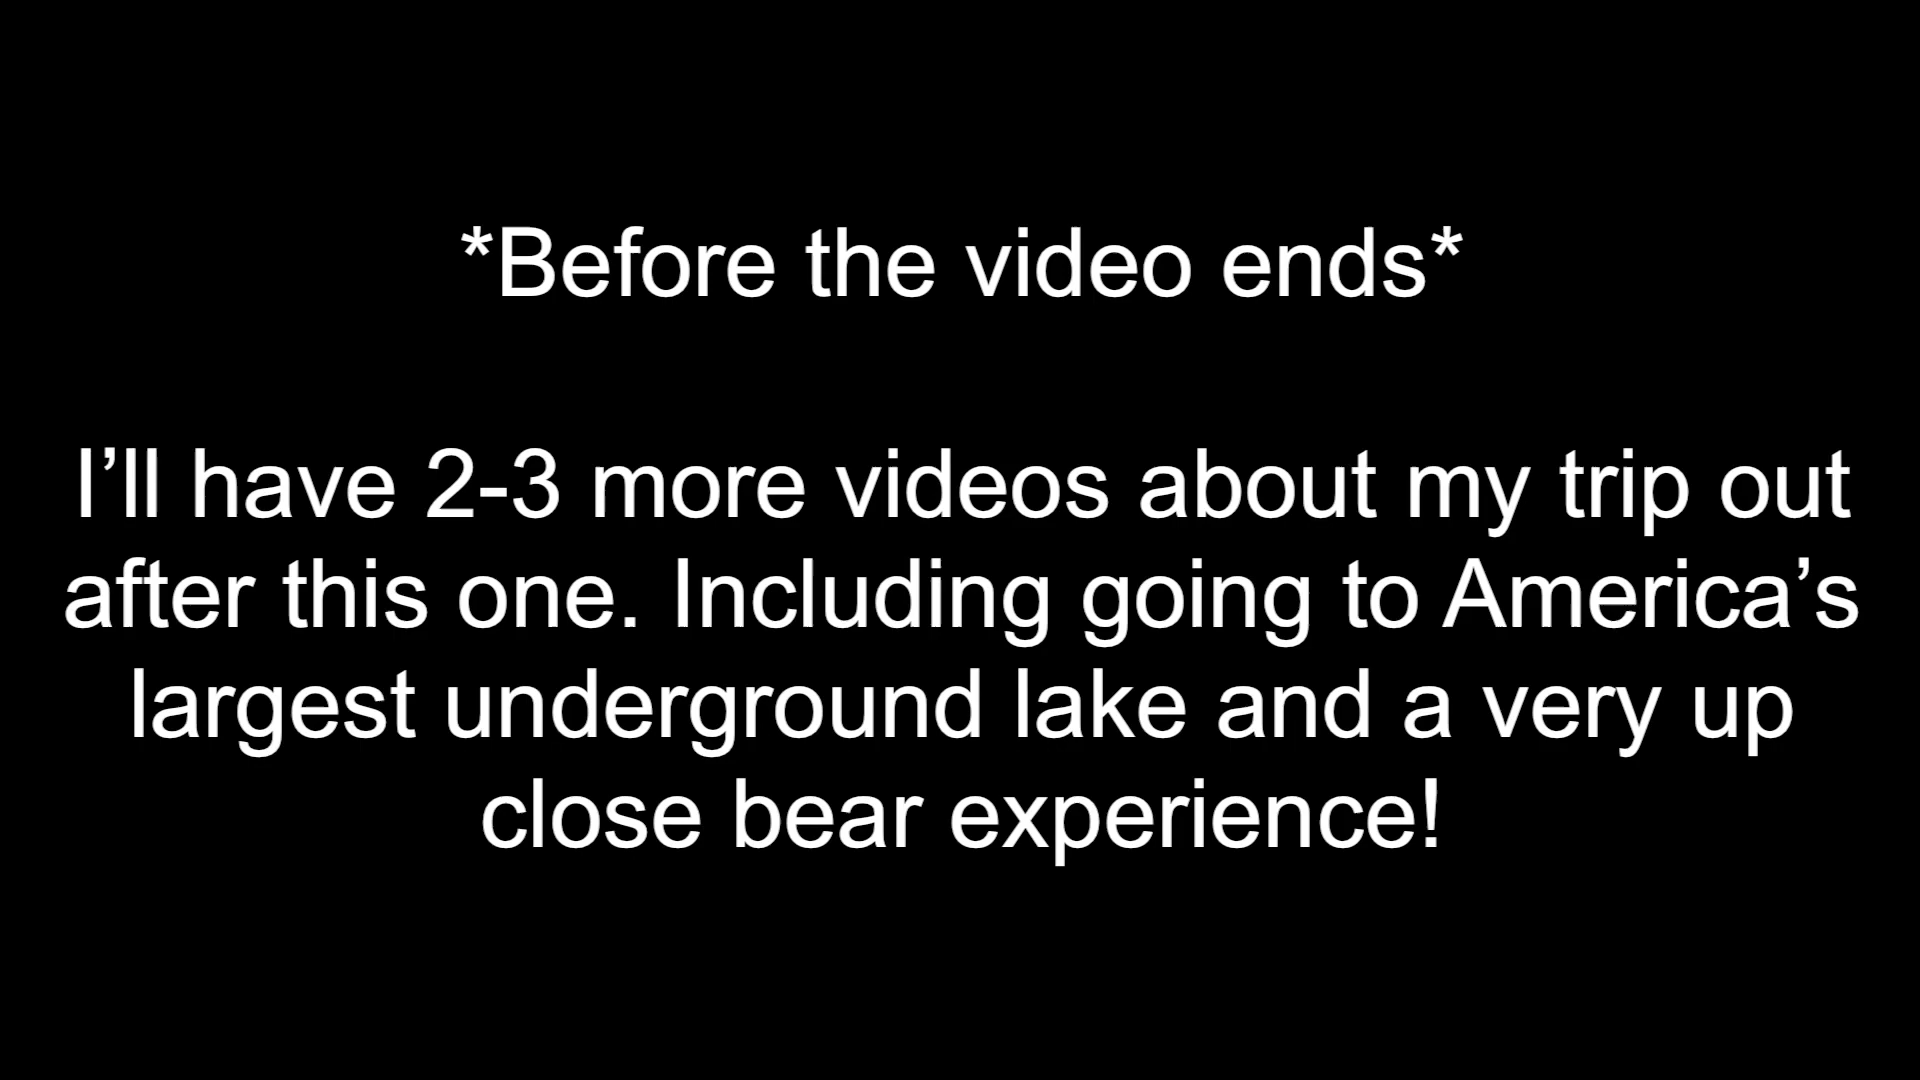 *Before the video ends*
I’ll have 2-3 more videos about my trip out
after this one. Including going to America’s
largest underground lake and a very up
close bear experience!